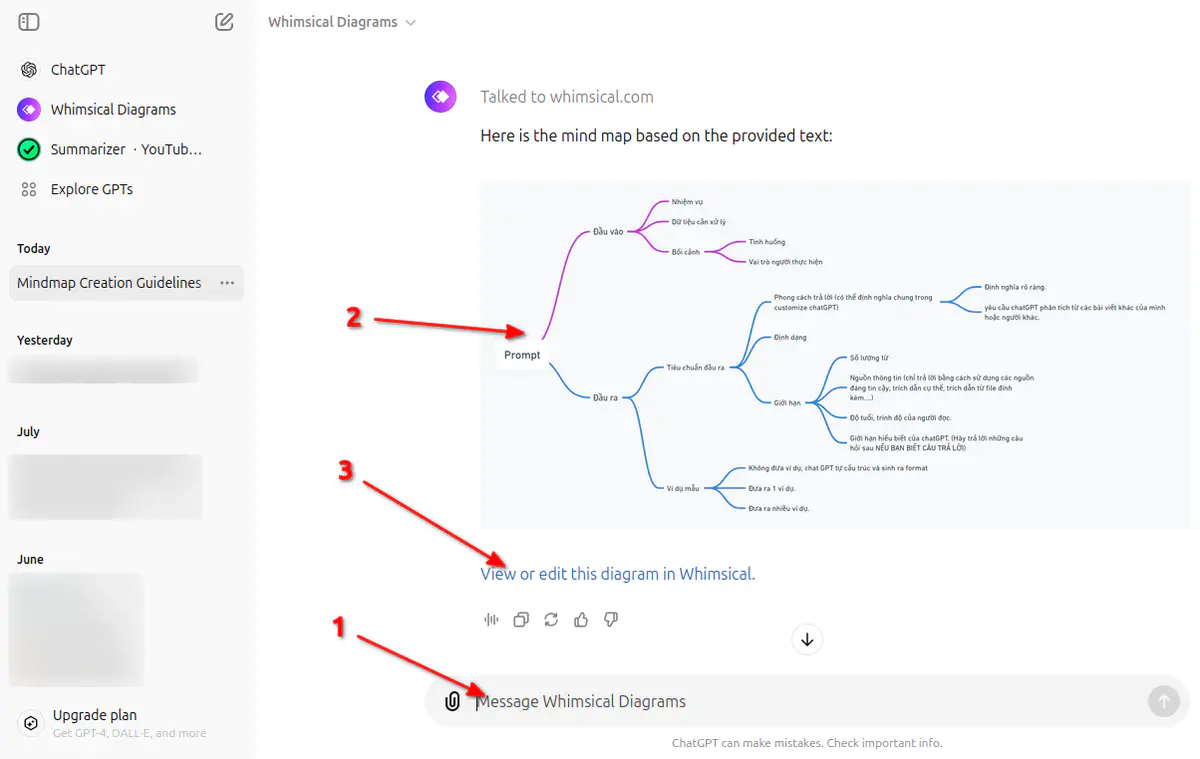 Whimsical Diagrams
ChatGPT
Whimsical Diagrams
Summarizer · YouTub…
Explore GPTs
Today
Mindmap Creation Guidelines
Yesterday
July
June
Upgrade plan
Get GPT-4, DALL·E, and more
Talked to whimsical.com
Here is the mind map based on the provided text:
2
Prompt
Đầu vào
Nhiệm vụ
Dữ liệu cần xử lý
Bối cảnh
Tình huống
Vai trò người thực hiện
Đầu ra
Tiêu chuẩn đầu ra
Phong cách trả lời (có thể định nghĩa chung trong
customize chatGPT)
Định nghĩa rõ ràng.
yêu cầu chatGPT phân tích từ các bài viết khác của mình
hoặc người khác.
Định dạng
Giới hạn
Số lượng từ
Nguồn thông tin (chỉ trả lời bằng cách sử dụng các nguồn
đáng tin cậy, trích dẫn cụ thể, trích dẫn từ file đính
kèm...)
Độ tuổi, trình độ của người đọc.
Giới hạn hiểu biết của chatGPT. (Hãy trả lời những câu
hỏi sau NẾU BẠN BIẾT CÂU TRẢ LỜI)
Ví dụ mẫu
Không đưa ví dụ, chat GPT tự cấu trúc và sinh ra format
Đưa ra 1 ví dụ.
Đưa ra nhiều ví dụ.
3
View or edit this diagram in Whimsical.
1
Message Whimsical Diagrams
ChatGPT can make mistakes. Check important info.